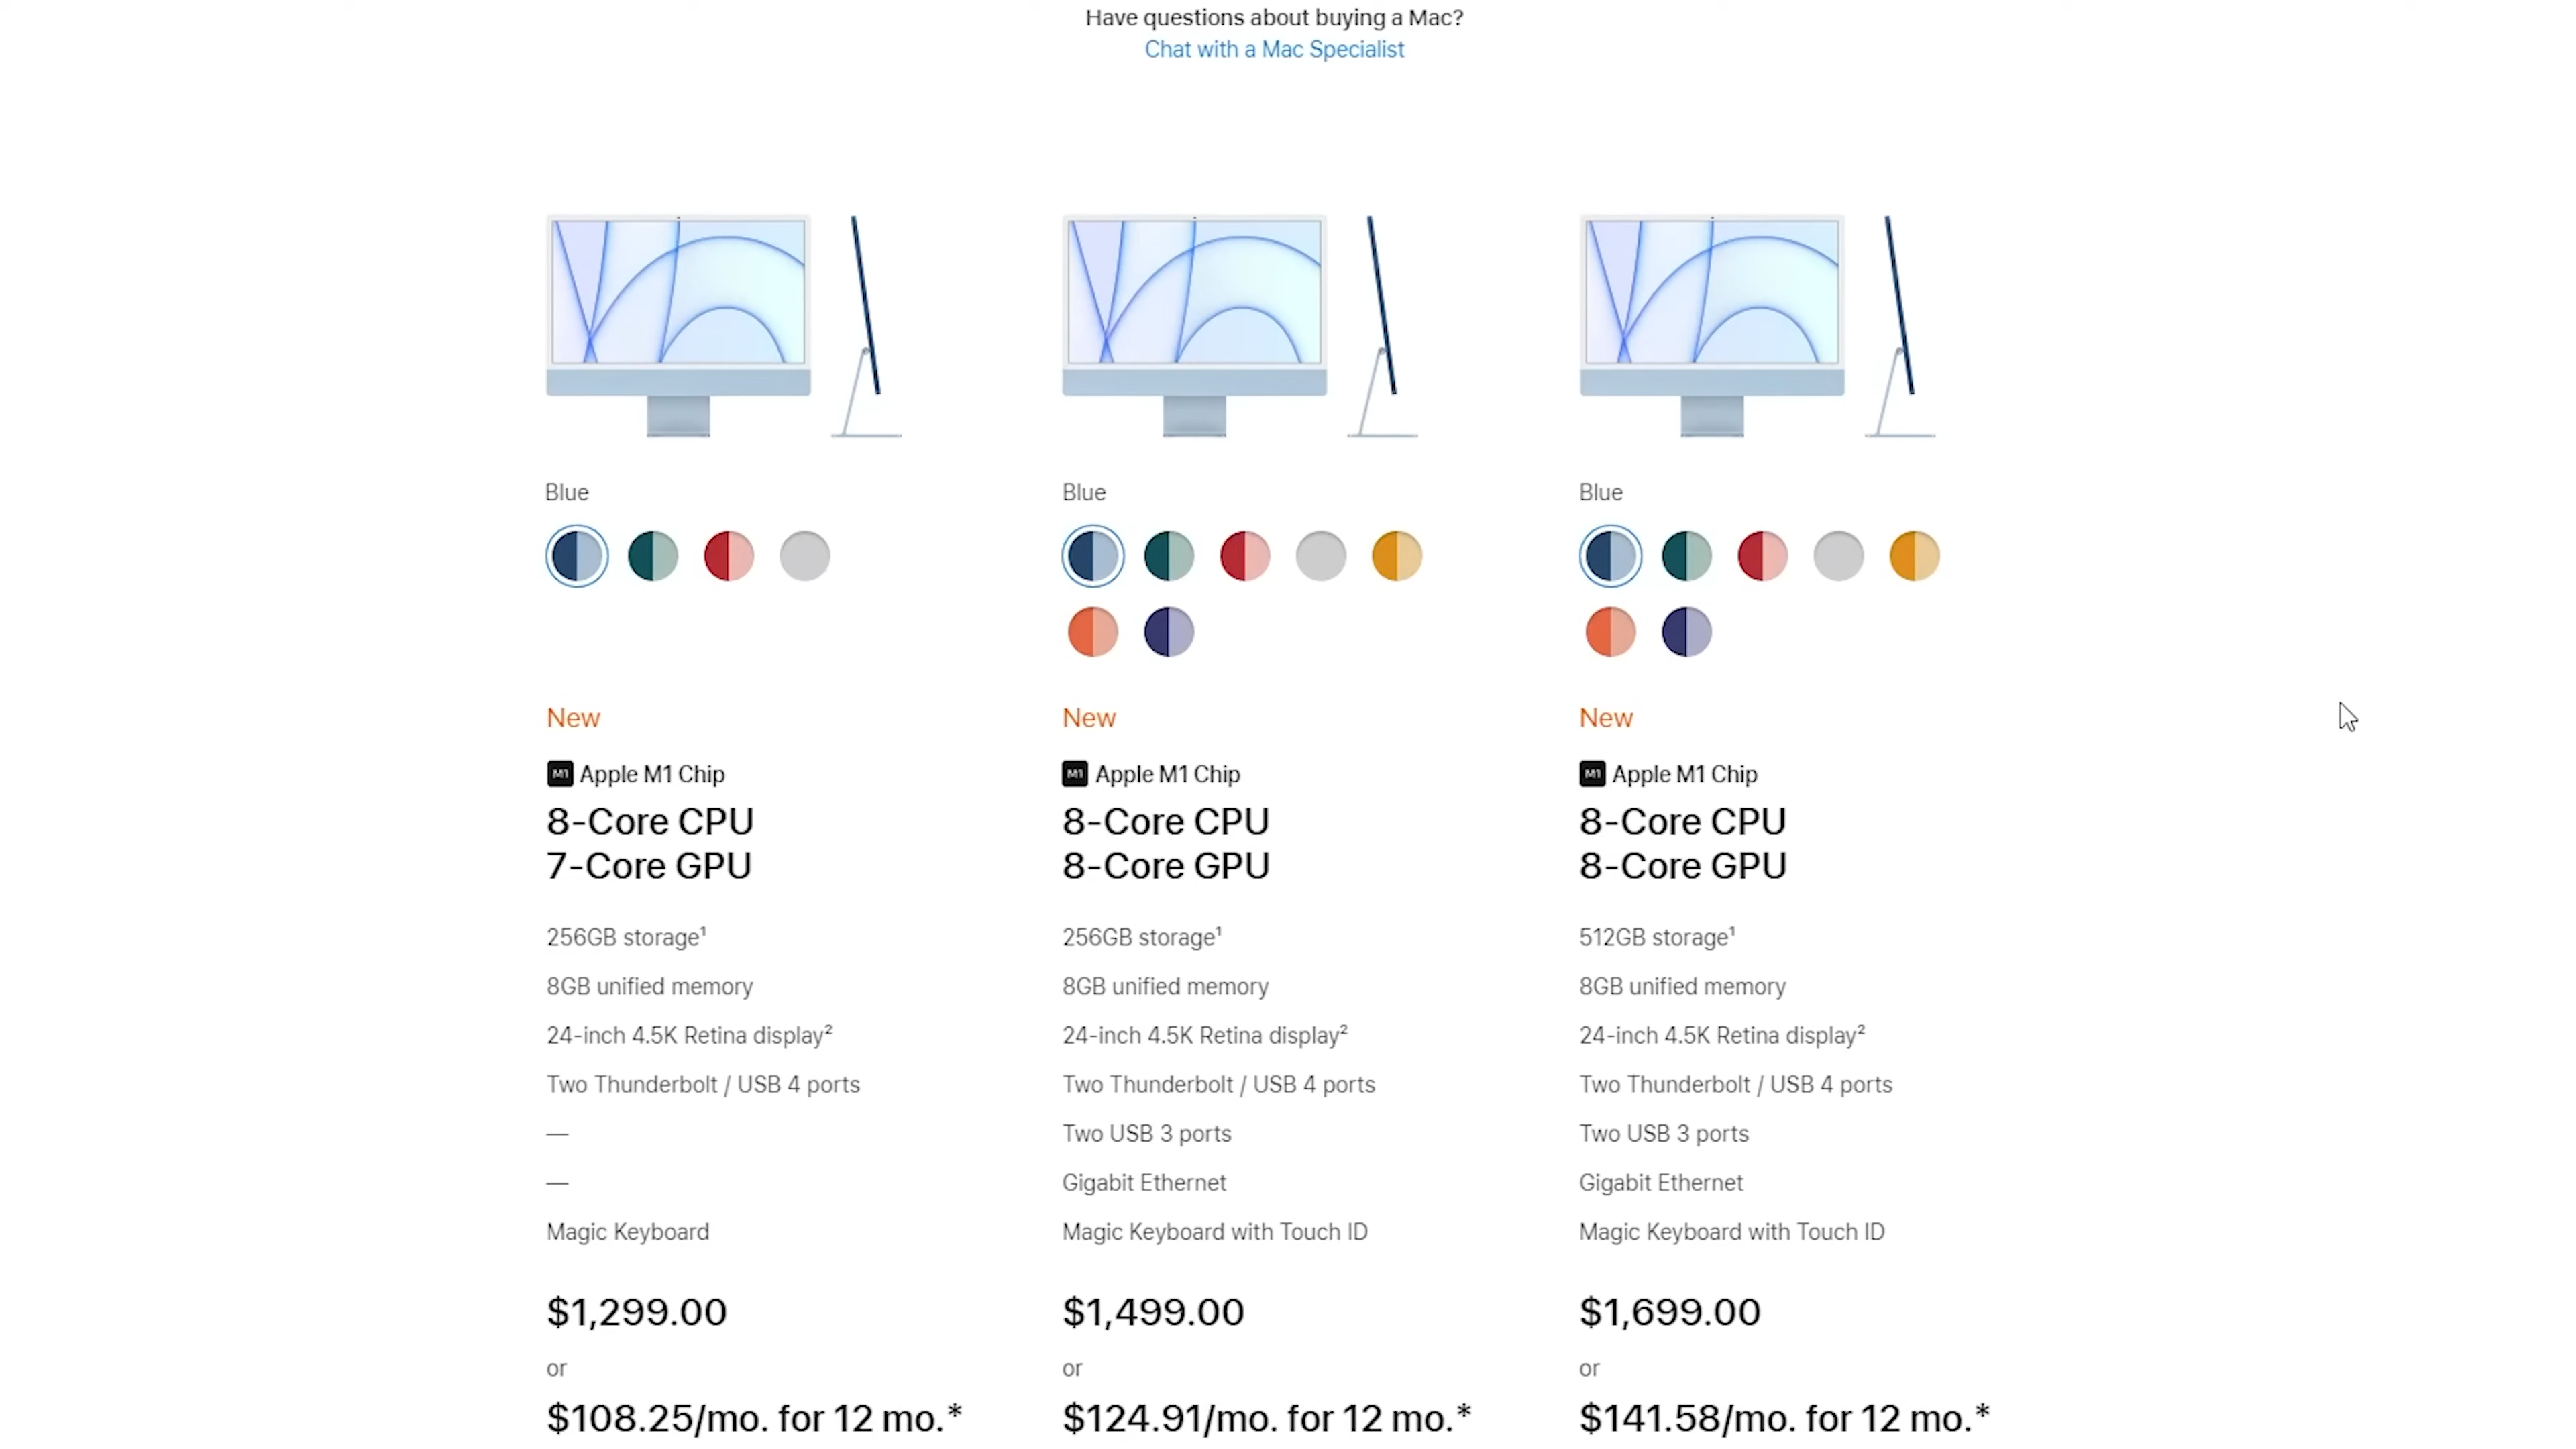 Have questions about buying a Mac?
Chat with a Mac Specialist
Blue
New
M1 Apple M1 Chip
8-Core CPU
7-Core GPU
256GB storage¹
8GB unified memory
24-inch 4.5K Retina display²
Two Thunderbolt / USB 4 ports
—
—
Magic Keyboard
$1,299.00
or
$108.25/mo. for 12 mo.*
Blue
New
M1 Apple M1 Chip
8-Core CPU
8-Core GPU
256GB storage¹
8GB unified memory
24-inch 4.5K Retina display²
Two Thunderbolt / USB 4 ports
Two USB 3 ports
Gigabit Ethernet
Magic Keyboard with Touch ID
$1,499.00
or
$124.91/mo. for 12 mo.*
Blue
New
M1 Apple M1 Chip
8-Core CPU
8-Core GPU
512GB storage¹
8GB unified memory
24-inch 4.5K Retina display²
Two Thunderbolt / USB 4 ports
Two USB 3 ports
Gigabit Ethernet
Magic Keyboard with Touch ID
$1,699.00
or
$141.58/mo. for 12 mo.*